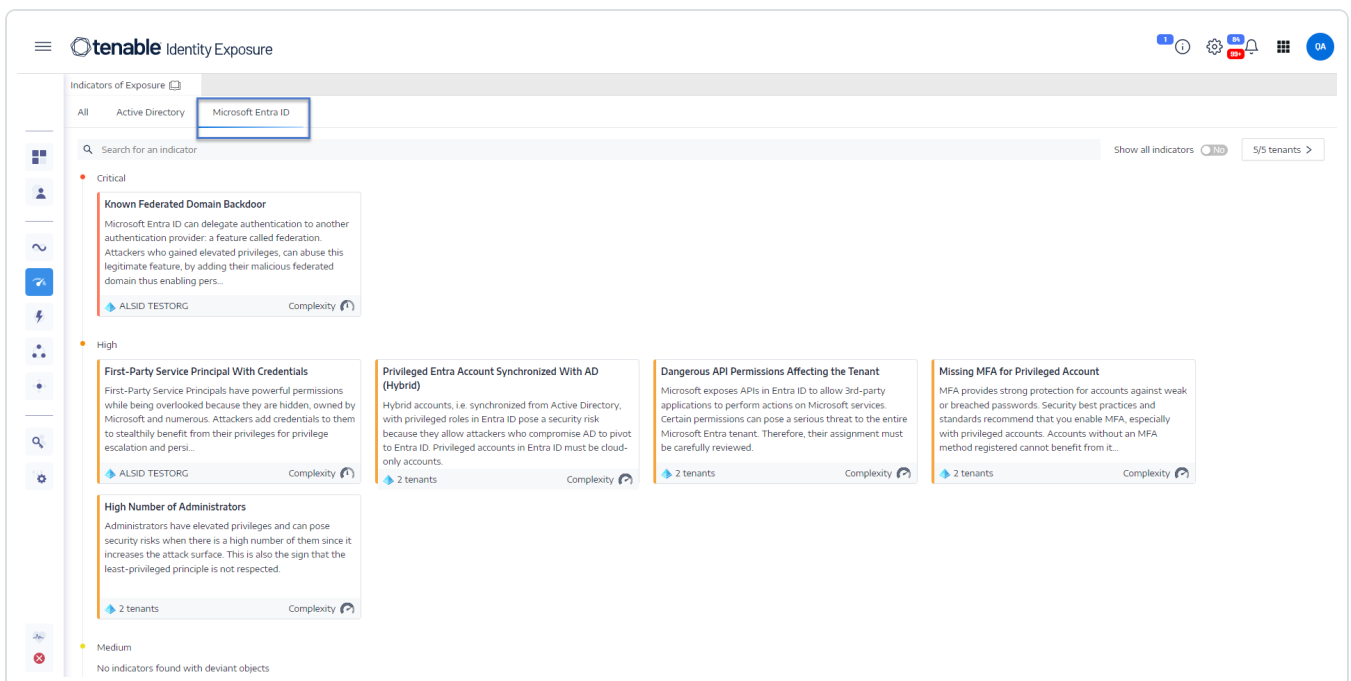 tenable Identity Exposure
1
84
99+
QA
Indicators of Exposure
All Active Directory Microsoft Entra ID
Search for an indicator
Show all indicators No 5/5 tenants >
Critical
Known Federated Domain Backdoor
Microsoft Entra ID can delegate authentication to another
authentication provider: a feature called federation.
Attackers who gained elevated privileges, can abuse this
legitimate feature, by adding their malicious federated
domain thus enabling pers...
ALSID TESTORG Complexity
High
First-Party Service Principal With Credentials
First-Party Service Principals have powerful permissions
while being overlooked because they are hidden, owned by
Microsoft and numerous. Attackers add credentials to them
to stealthily benefit from their privileges for privilege
escalation and persi...
ALSID TESTORG Complexity
Privileged Entra Account Synchronized With AD
(Hybrid)
Hybrid accounts, i.e. synchronized from Active Directory,
with privileged roles in Entra ID pose a security risk
because they allow attackers who compromise AD to pivot
to Entra ID. Privileged accounts in Entra ID must be cloud-
only accounts.
2 tenants Complexity
Dangerous API Permissions Affecting the Tenant
Microsoft exposes APIs in Entra ID to allow 3rd-party
applications to perform actions on Microsoft services.
Certain permissions can pose a serious threat to the entire
Microsoft Entra tenant. Therefore, their assignment must
be carefully reviewed.
2 tenants Complexity
Missing MFA for Privileged Account
MFA provides strong protection for accounts against weak
or breached passwords. Security best practices and
standards recommend that you enable MFA, especially
with privileged accounts. Accounts without an MFA
method registered cannot benefit from it...
2 tenants Complexity
High Number of Administrators
Administrators have elevated privileges and can pose
security risks when there is a high number of them since it
increases the attack surface. This is also the sign that the
least-privileged principle is not respected.
2 tenants Complexity
Medium
No indicators found with deviant objects